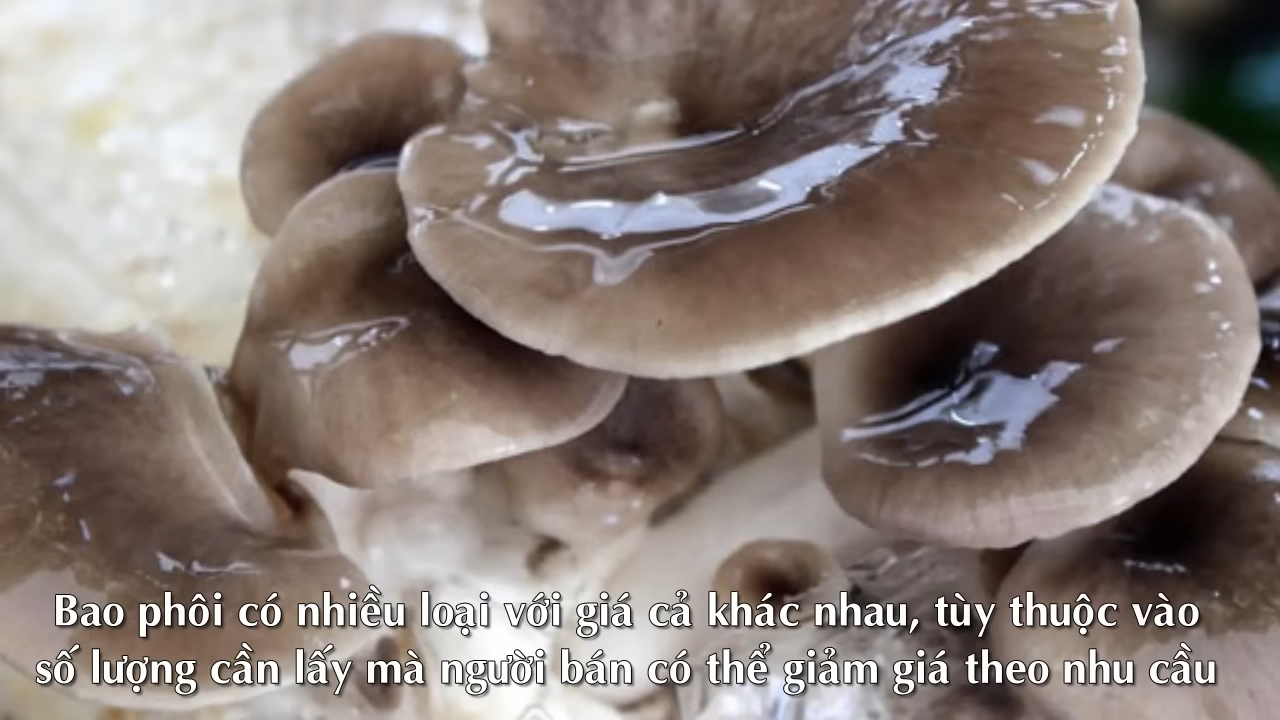 Bao phôi có nhiều loại với giá cả khác nhau, tùy thuộc vào
số lượng cần lấy mà người bán có thể giảm giá theo nhu cầu